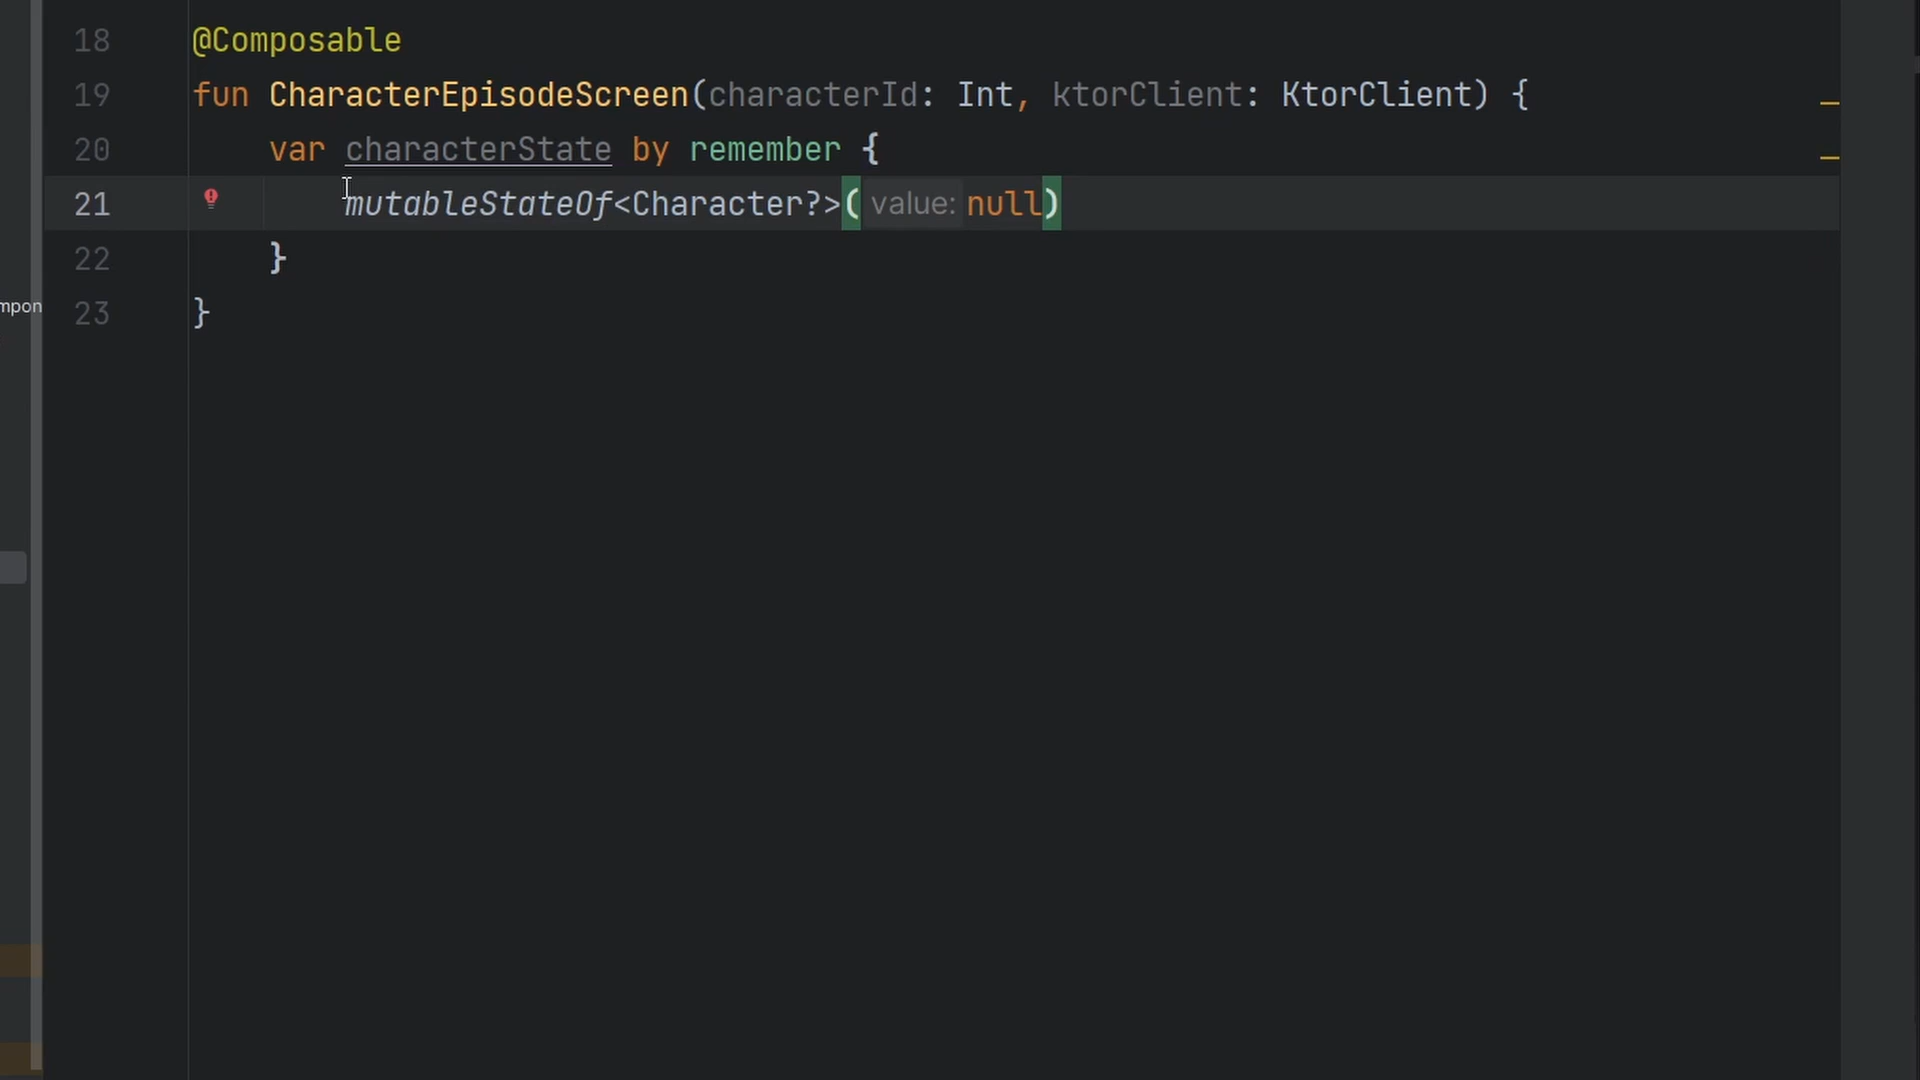 18 @Composable
19 fun CharacterEpisodeScreen(characterId: Int, ktorClient: KtorClient) {
20 var characterState by remember {
21 mutableStateOf<Character?>( value: null)
22 }
mpon
23 }